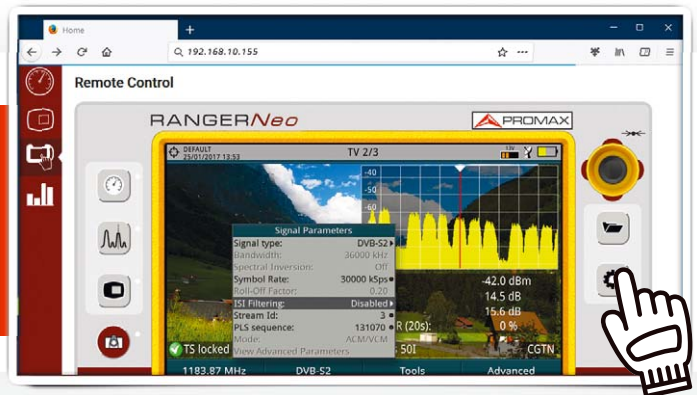 Home
192.168.10.155
Remote Control
RANGERNeo
PROMAX
DEFAULT
25/01/2017 13:53
TV 2/3
-40
-50
-60
Signal Parameters
Signal type: DVB-S2
Bandwidth: 36000 kHz
Spectral Inversion: Off
Symbol Rate: 30000 kSps
Roll-Off Factor: 0.20
ISI Filtering: Disabled
Stream Id: 3
PLS sequence: 131070
Mode: ACM/VCM
View Advanced Parameters
-42.0 dBm
14.5 dB
15.6 dB
R (20s): 0 %
TS locked
50I
CGTN
1183.87 MHz DVB-S2 Tools Advanced